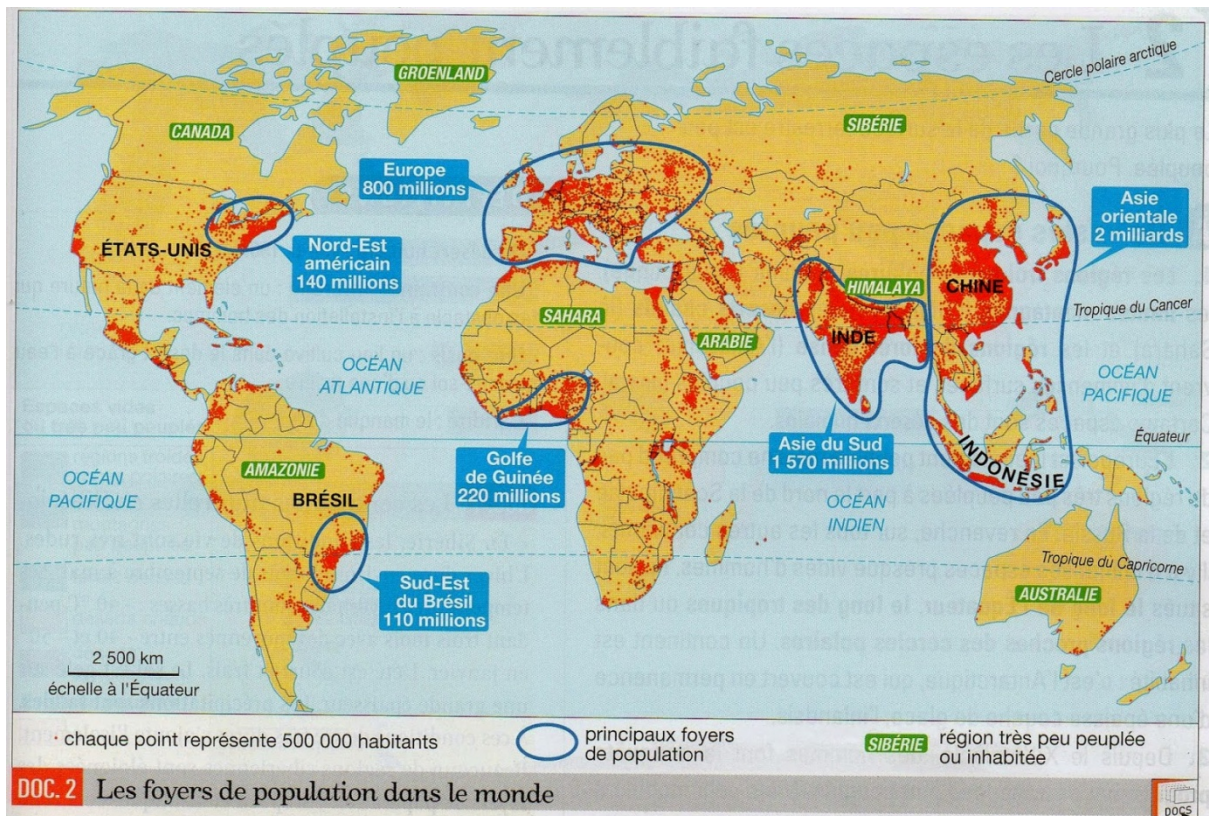 Cercle polaire arctique
GROENLAND
CANADA
SIBÉRIE
Europe
800 millions
Asie
orientale
2 milliards
ÉTATS-UNIS
Nord-Est
américain
140 millions
HIMALAYA
CHINE
SAHARA
ARABIE
INDE
Tropique du Cancer
OCÉAN
ATLANTIQUE
OCÉAN
PACIFIQUE
Golfe
de Guinée
220 millions
Asie du Sud
1 570 millions
Équateur
INDONÉSIE
AMAZONIE
OCÉAN
PACIFIQUE
BRÉSIL
OCÉAN
INDIEN
Sud-Est
du Brésil
110 millions
Tropique du Capricorne
AUSTRALIE
2 500 km
échelle à l'Équateur
chaque point représente 500 000 habitants
principaux foyers
de population
SIBÉRIE
région très peu peuplée
ou inhabitée
DOC. 2 Les foyers de population dans le monde
DOCS